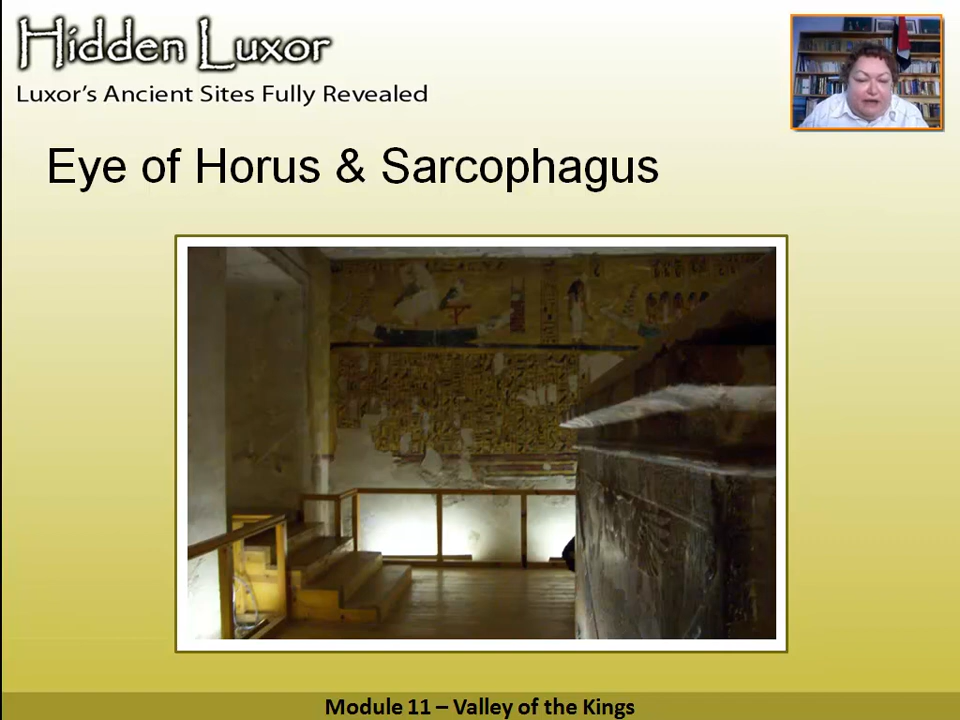 Hidden Luxor
Luxor's Ancient Sites Fully Revealed
Eye of Horus & Sarcophagus
Module 11 – Valley of the Kings